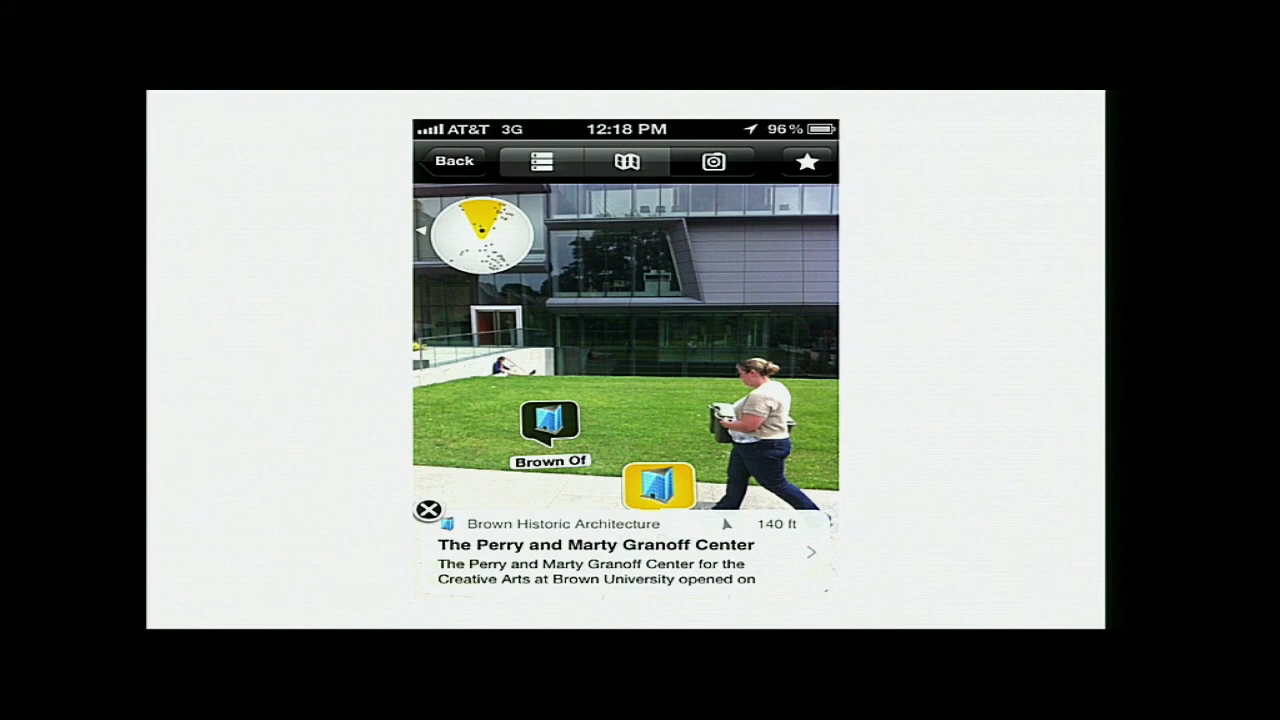 AT&T 3G 12:18 PM 96%
Back
Brown Of
Brown Historic Architecture 140 ft
The Perry and Marty Granoff Center
The Perry and Marty Granoff Center for the
Creative Arts at Brown University opened on